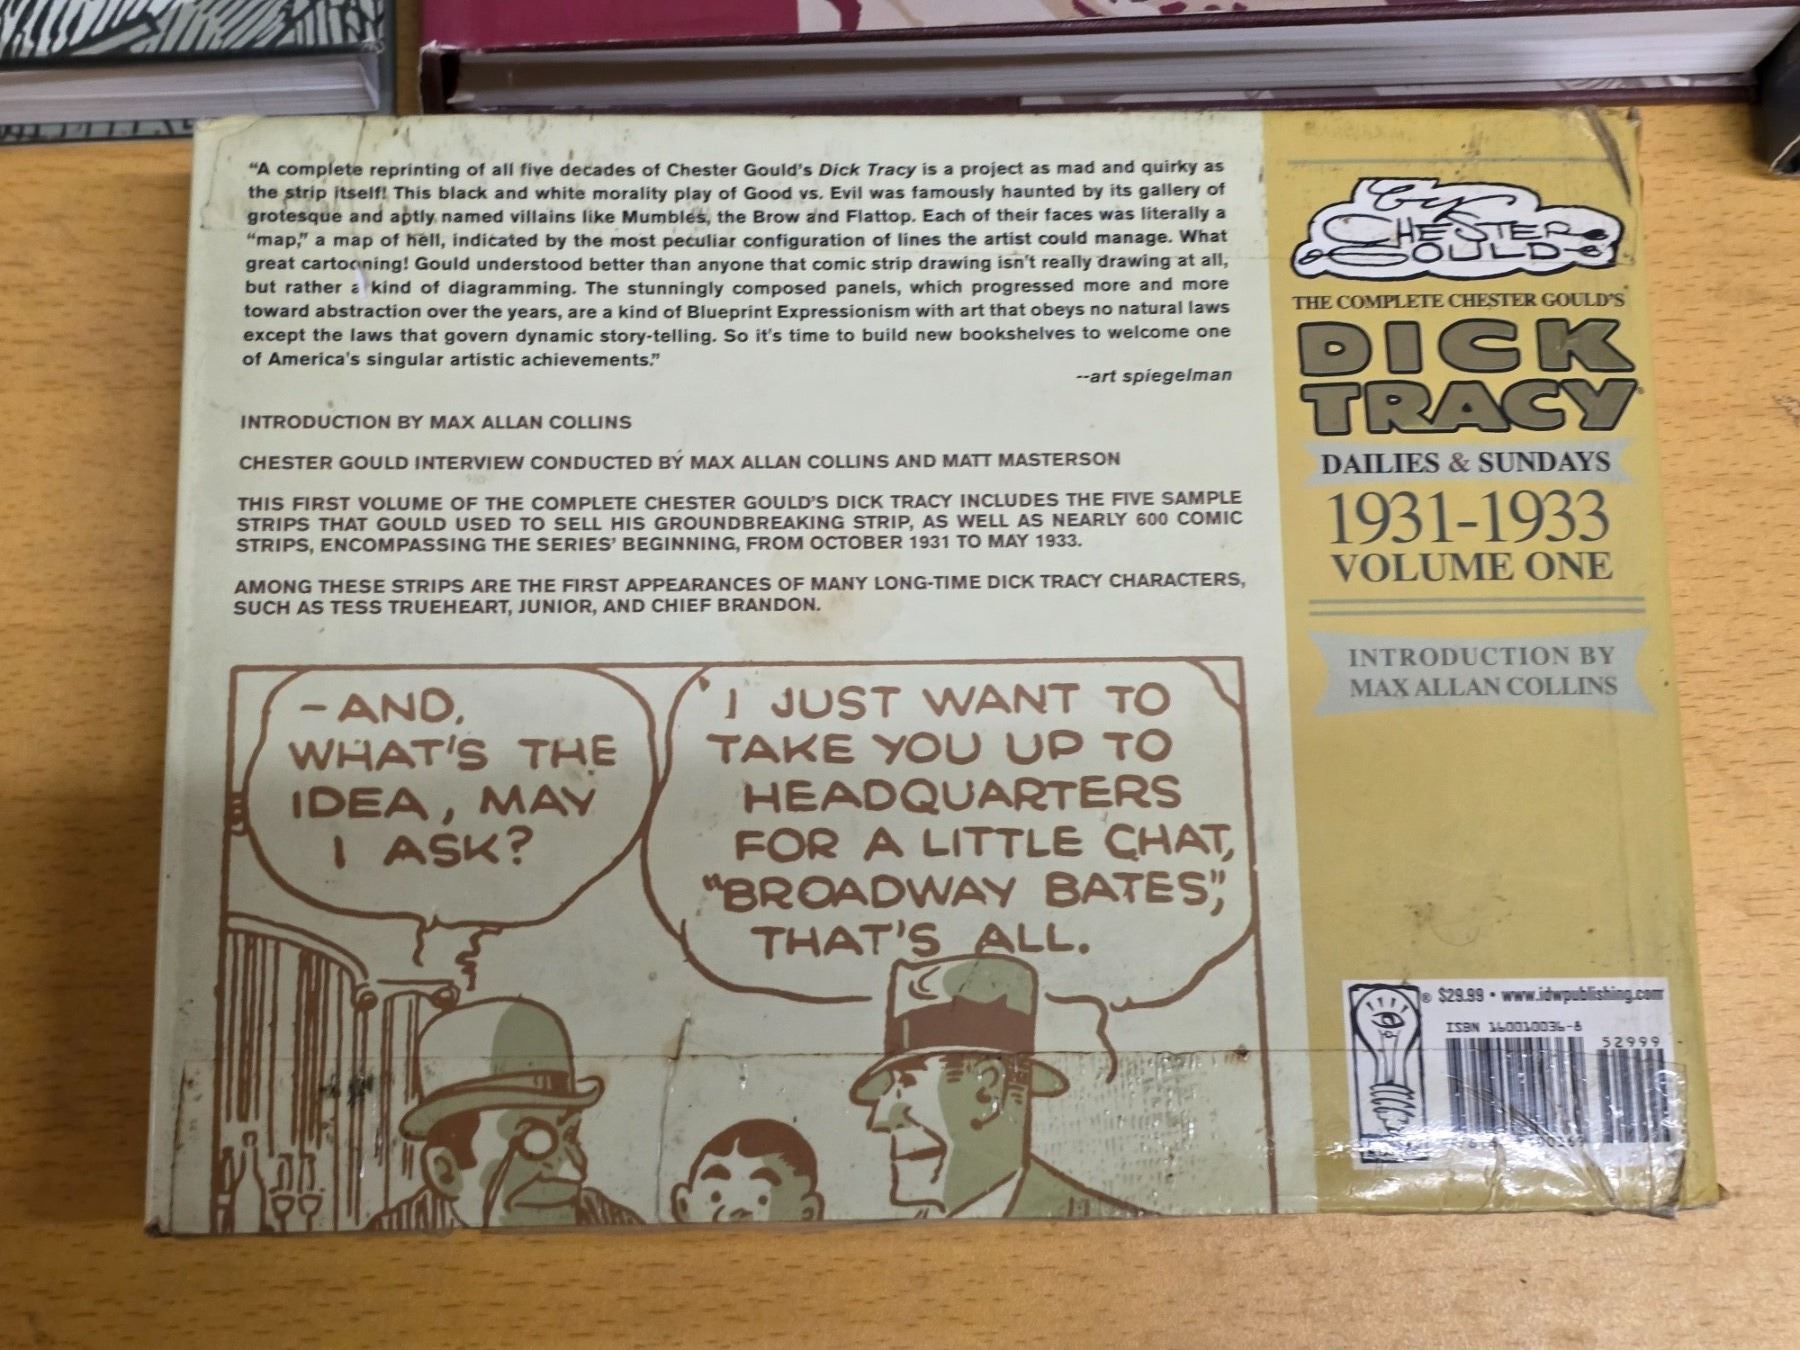 "A complete reprinting of all five decades of Chester Gould's Dick Tracy is a project as mad and quirky as
the strip itself! This black and white morality play of Good vs. Evil was famously haunted by its gallery of
grotesque and aptly named villains like Mumbles, the Brow and Flattop. Each of their faces was literally a
"map," a map of hell, indicated by the most peculiar configuration of lines the artist could manage. What
great cartooning! Gould understood better than anyone that comic strip drawing isn't really drawing at all,
but rather a kind of diagramming. The stunningly composed panels, which progressed more and more
toward abstraction over the years, are a kind of Blueprint Expressionism with art that obeys no natural laws
except the laws that govern dynamic story-telling. So it's time to build new bookshelves to welcome one
of America's singular artistic achievements."
--art spiegelman
INTRODUCTION BY MAX ALLAN COLLINS
CHESTER GOULD INTERVIEW CONDUCTED BY MAX ALLAN COLLINS AND MATT MASTERSON
THIS FIRST VOLUME OF THE COMPLETE CHESTER GOULD'S DICK TRACY INCLUDES THE FIVE SAMPLE
STRIPS THAT GOULD USED TO SELL HIS GROUNDBREAKING STRIP, AS WELL AS NEARLY 600 COMIC
STRIPS, ENCOMPASSING THE SERIES' BEGINNING, FROM OCTOBER 1931 TO MAY 1933.
AMONG THESE STRIPS ARE THE FIRST APPEARANCES OF MANY LONG-TIME DICK TRACY CHARACTERS,
SUCH AS TESS TRUEHEART, JUNIOR, AND CHIEF BRANDON.
-AND,
WHAT'S THE
IDEA, MAY
I ASK?
I JUST WANT TO
TAKE YOU UP TO
HEADQUARTERS
FOR A LITTLE CHAT,
"BROADWAY BATES",
THAT'S ALL.
by
CHESTER
GOULD
THE COMPLETE CHESTER GOULD'S
DICK
TRACY
DAILIES & SUNDAYS
1931-1933
VOLUME ONE
INTRODUCTION BY
MAX ALLAN COLLINS
® $29.99 • www.idwpublishing.com
ISBN 160010036-8
52999